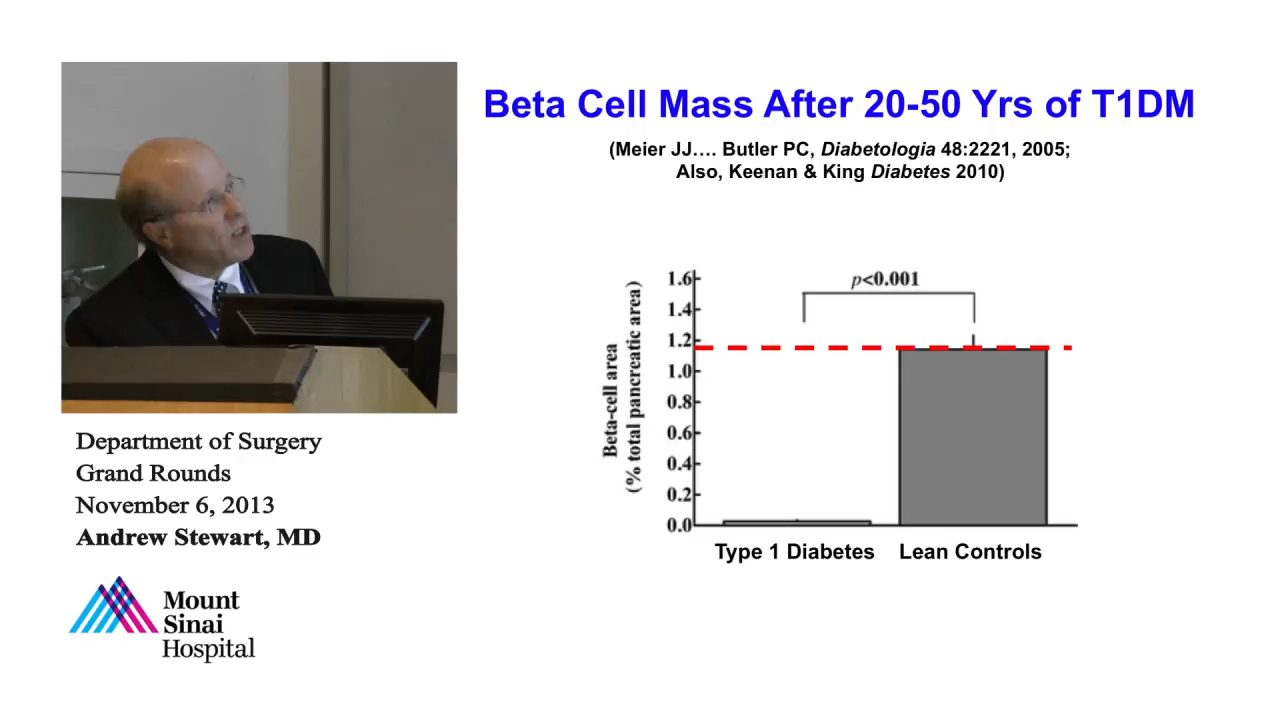 Beta Cell Mass After 20-50 Yrs of T1DM
(Meier JJ…. Butler PC, Diabetologia 48:2221, 2005;
Also, Keenan & King Diabetes 2010)
p<0.001
Beta-cell area
(% total pancreatic area)
1.6
1.4
1.2
1.0
0.8
0.6
0.4
0.2
0.0
Type 1 Diabetes
Lean Controls
Department of Surgery
Grand Rounds
November 6, 2013
Andrew Stewart, MD
Mount
Sinai
Hospital